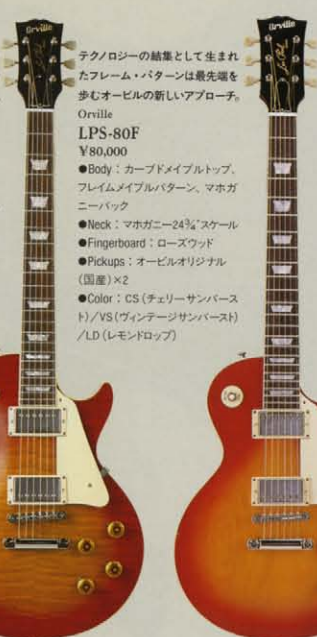 Orville
Orville
テクノロジーの結集として生まれ
たフレーム・パターンは最先端を
歩むオービルの新しいアプローチ。
Orville
LPS-80F
¥80,000
●Body：カーブドメイプルトップ、
フレイムメイプルパターン、マホガ
ニーバック
●Neck：マホガニー24¾"スケール
●Fingerboard：ローズウッド
●Pickups：オービルオリジナル
(国産)×2
●Color：CS(チェリーサンバース
ト)/VS(ヴィンテージサンバースト)
/LD(レモンドロップ)